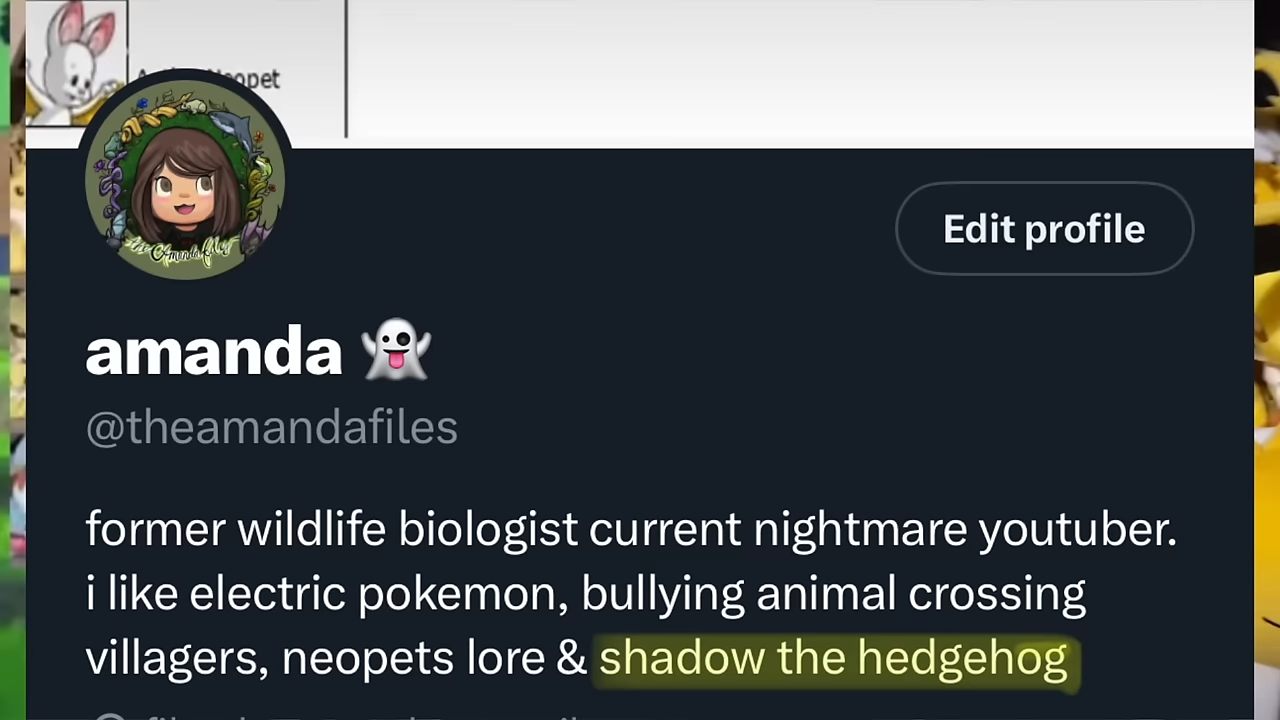 Neopet
Edit profile
amanda 👻
@theamandafiles
former wildlife biologist current nightmare youtuber.
i like electric pokemon, bullying animal crossing
villagers, neopets lore & shadow the hedgehog